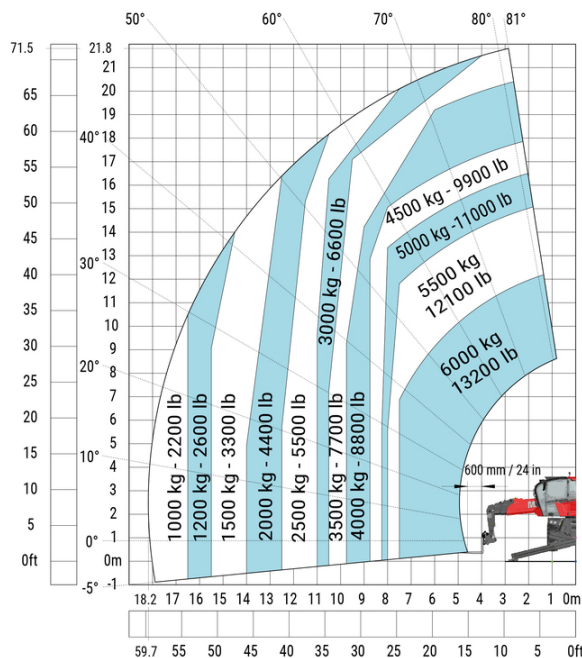 50°
60°
70°
80° 81°
71.5
21.8
21
65
20
19
60
40° 18
55
17
16
50
15
45
14
13
40
30° 12
35
11
10
30
9
25
20° 8
7
20
6
5
15
10° 4
10
3
2
5
1
0°
0ft
0m
-5° -1
1000 kg - 2200 lb
1200 kg - 2600 lb
1500 kg - 3300 lb
2000 kg - 4400 lb
2500 kg - 5500 lb
3000 kg - 6600 lb
3500 kg - 7700 lb
4000 kg - 8800 lb
4500 kg - 9900 lb
5000 kg -11000 lb
5500 kg
12100 lb
6000 kg
13200 lb
600 mm / 24 in
18.2 17 16 15 14 13 12 11 10 9 8 7 6 5 4 3 2 1 0m
59.7 55 50 45 40 35 30 25 20 15 10 5 0ft